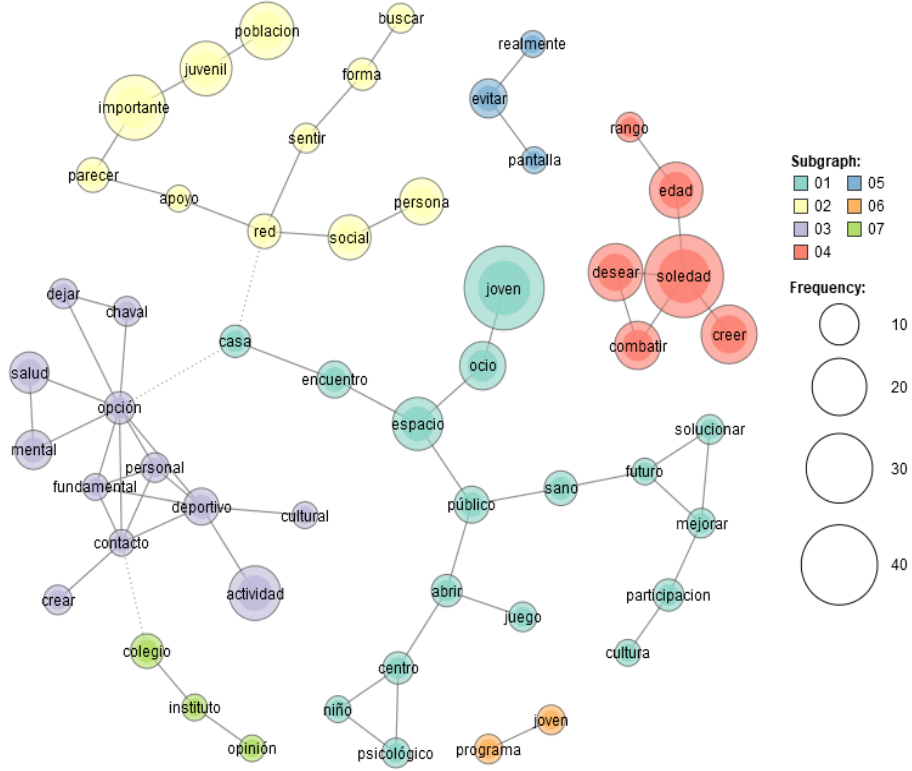 buscar
poblacion
realmente
juvenil
forma
evitar
importante
rango
sentir
pantalla
parecer
edad
apoyo
persona
red
social
desear
soledad
joven
dejar
chaval
casa
creer
combatir
ocio
salud
encuentro
opción
espacio
solucionar
mental
personal
fundamental
futuro
sano
deportivo
público
cultural
mejorar
contacto
crear
actividad
abrir
participacion
juego
colegio
cultura
centro
instituto
niño
joven
opinión
psicológico
programa
Subgraph:
01 05
02 06
03 07
04
Frequency:
10
20
30
40